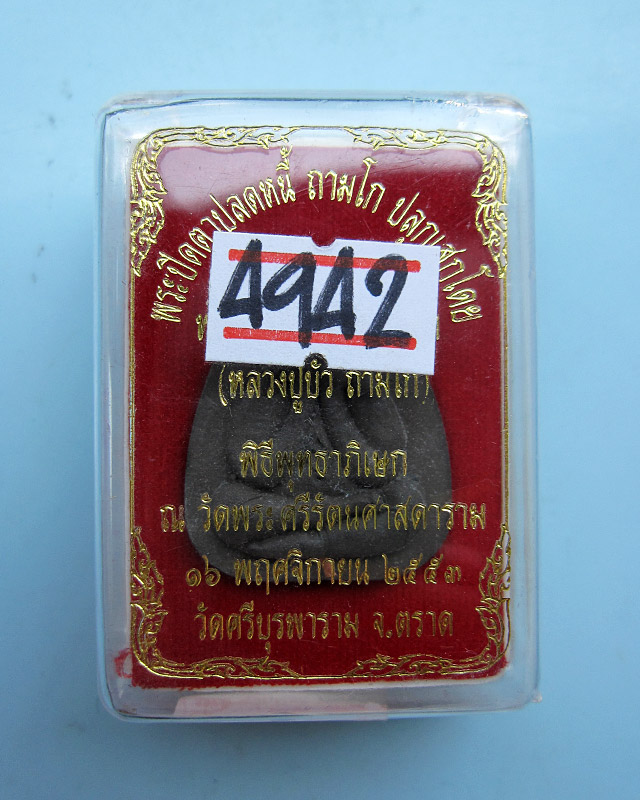 พระปิดตาปลดหนี้ ถามโก ปลุกเสกโดย
4942
(หลวงปู่บัว ถามโก)
พิธีพุทธาภิเษก
ณ วัดพระศรีรัตนศาสดาราม
๑๖ พฤศจิกายน ๒๕๕๓
วัดศรีบุรพาราม จ.ตราด